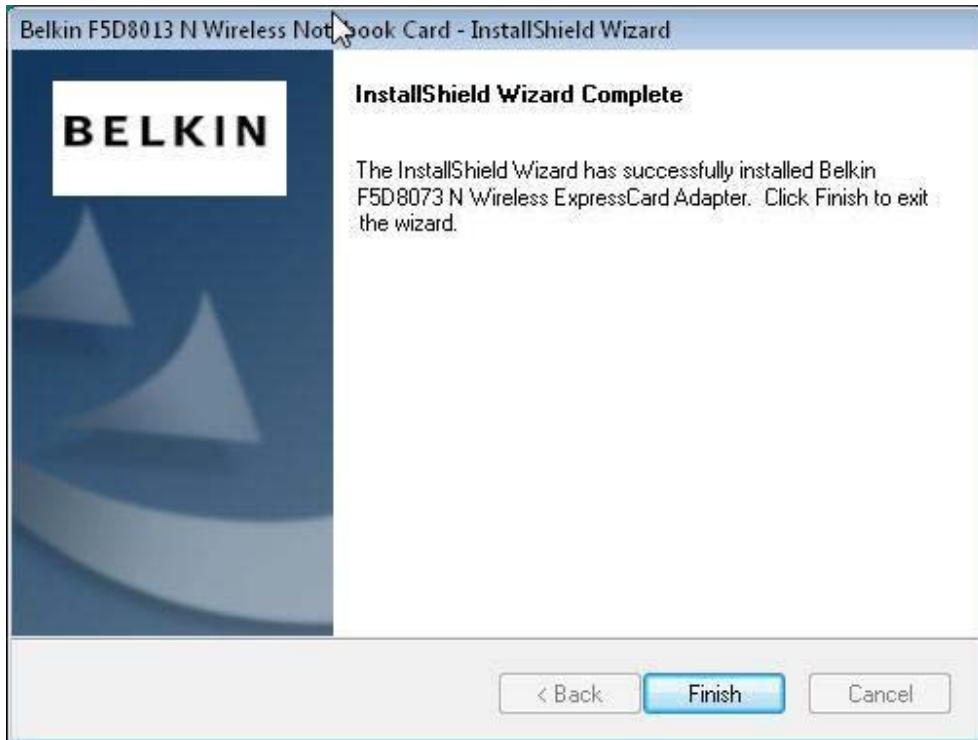 Belkin F5D8013 N Wireless Notebook Card - InstallShield Wizard
BELKIN
InstallShield Wizard Complete
The InstallShield Wizard has successfully installed Belkin
F5D8073 N Wireless ExpressCard Adapter. Click Finish to exit
the wizard.
< Back
Finish
Cancel